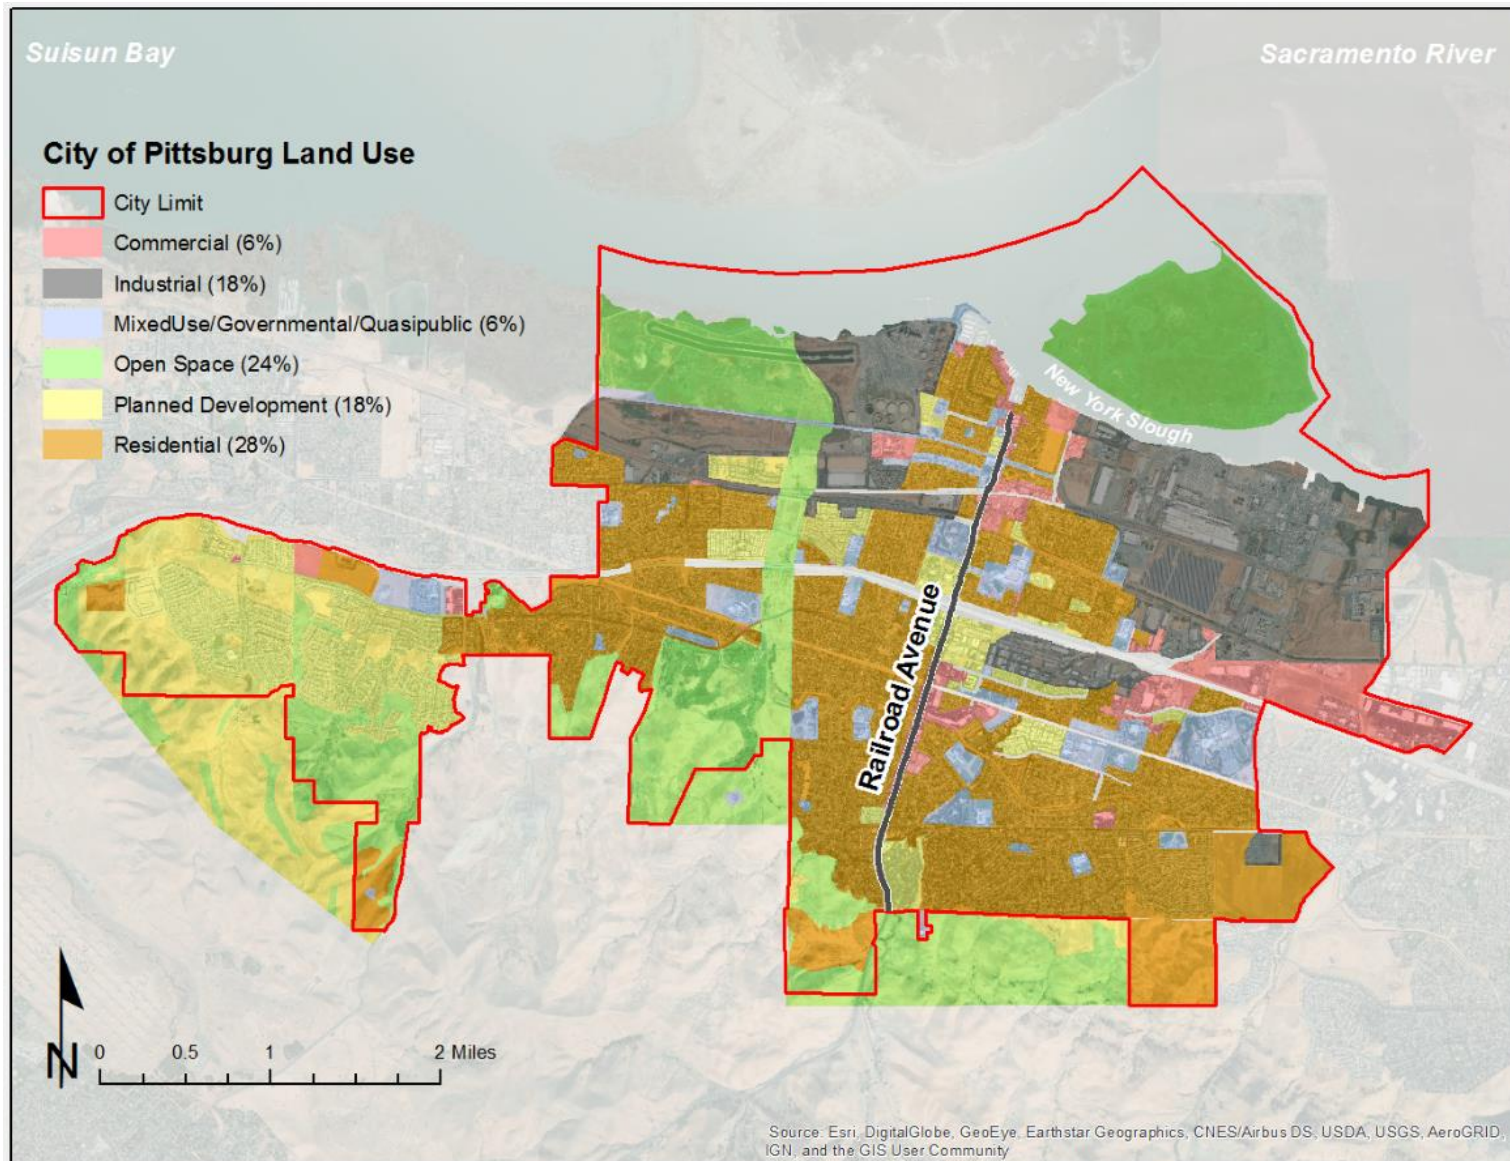 Suisun Bay
Sacramento River
City of Pittsburg Land Use
City Limit
Commercial (6%)
Industrial (18%)
MixedUse/Governmental/Quasipublic (6%)
Open Space (24%)
Planned Development (18%)
Residential (28%)
New York Slough
Railroad Avenue
N
0 0.5 1 2 Miles
Source: Esri, DigitalGlobe, GeoEye, Earthstar Geographics, CNES/Airbus DS, USDA, USGS, AeroGRID,
IGN, and the GIS User Community